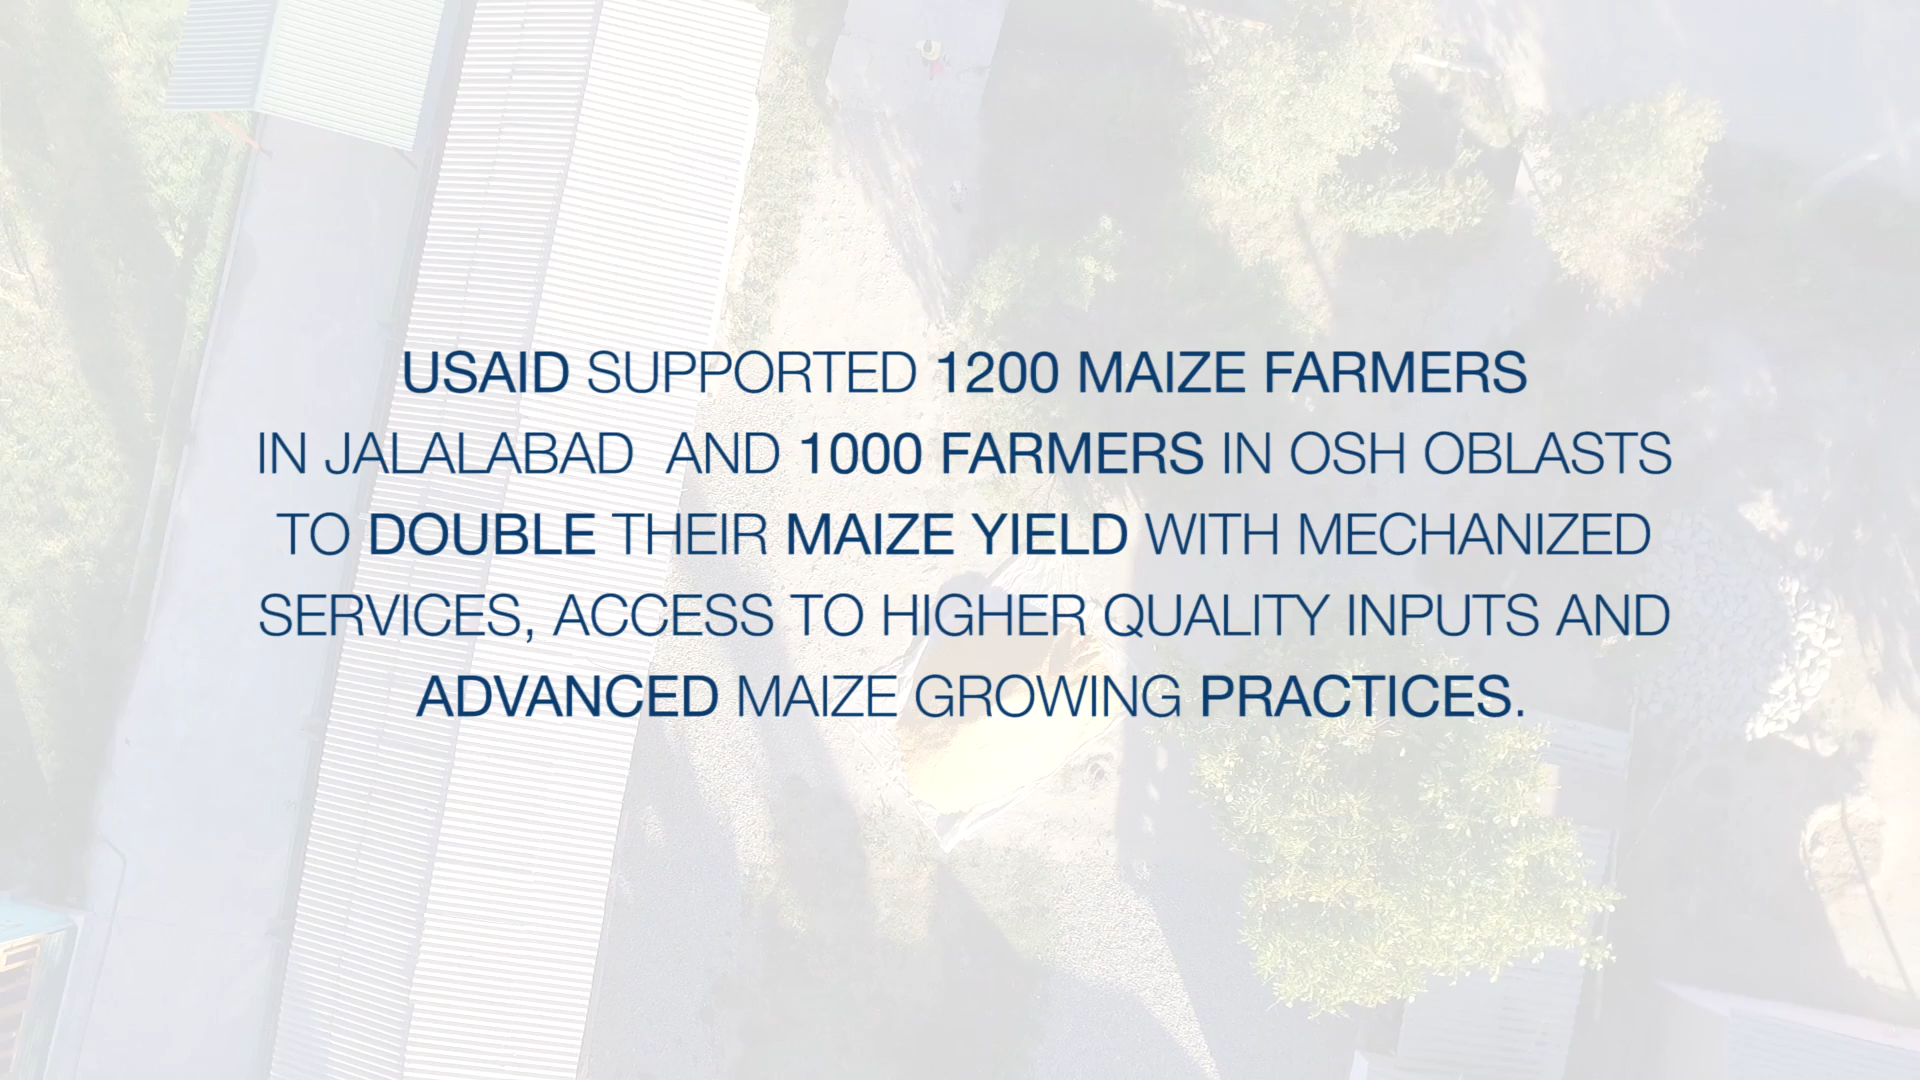 USAID SUPPORTED 1200 MAIZE FARMERS
IN JALALABAD AND 1000 FARMERS IN OSH OBLASTS
TO DOUBLE THEIR MAIZE YIELD WITH MECHANIZED
SERVICES, ACCESS TO HIGHER QUALITY INPUTS AND
ADVANCED MAIZE GROWING PRACTICES.